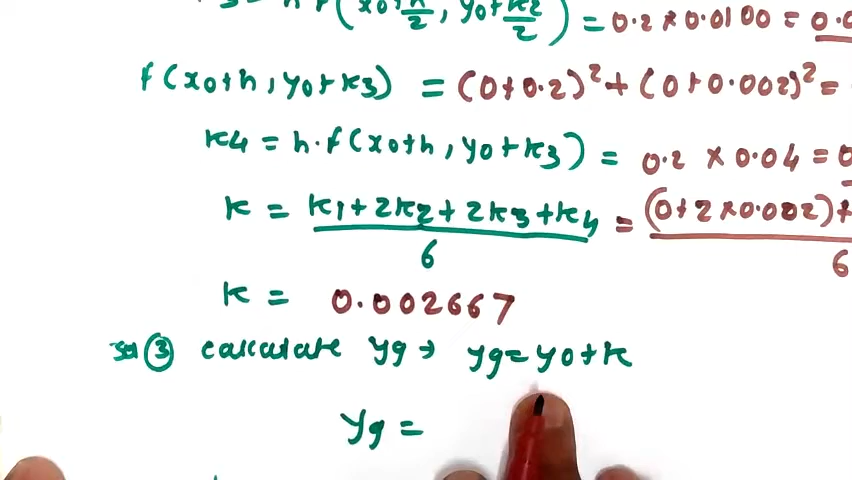 h f(x0+h/2, y0+k2/2) = 0.2 × 0.0100 = 0.0
f(x0+h, y0+k3) = (0+0.2)² + (0+0.002)² =
k4 = h·f(x0+h, y0+k3) = 0.2 × 0.04 = 0
k = k1+2k2+2k3+k4/6 = (0+2×0.002)+/6
k = 0.002667
③ calculate yg → yg = y0+k
yg =